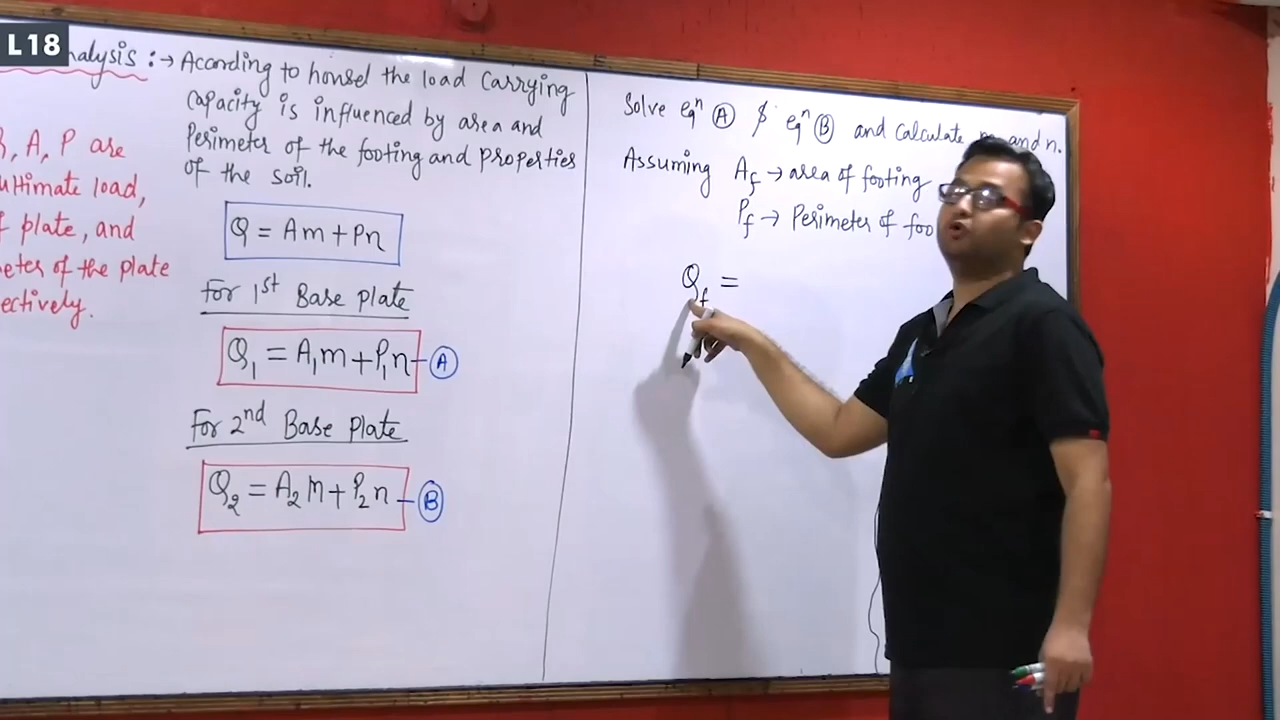 L18
nalysis :→ According to housel the load carrying
capacity is influenced by area and
Perimeter of the footing and properties
of the soil.
, A, P are
ultimate load,
f plate, and
eter of the plate
ectively.
Q = Am + Pn
For 1st Base plate
Q1 = A1m + P1n - A
For 2nd Base Plate
Q2 = A2m + P2n - B
Solve eqn A $ eqn B and calculate m and n.
Assuming Af → area of footing
Pf → Perimeter of foo
Qf =